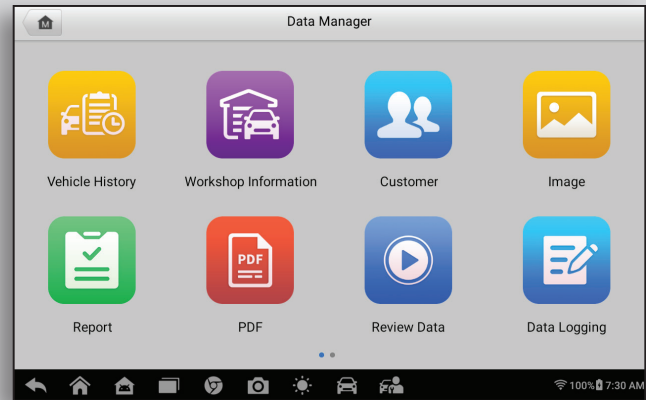 M
Data Manager
Vehicle History
Workshop Information
Customer
Image
PDF
Report
PDF
Review Data
Data Logging
100% 7:30 AM